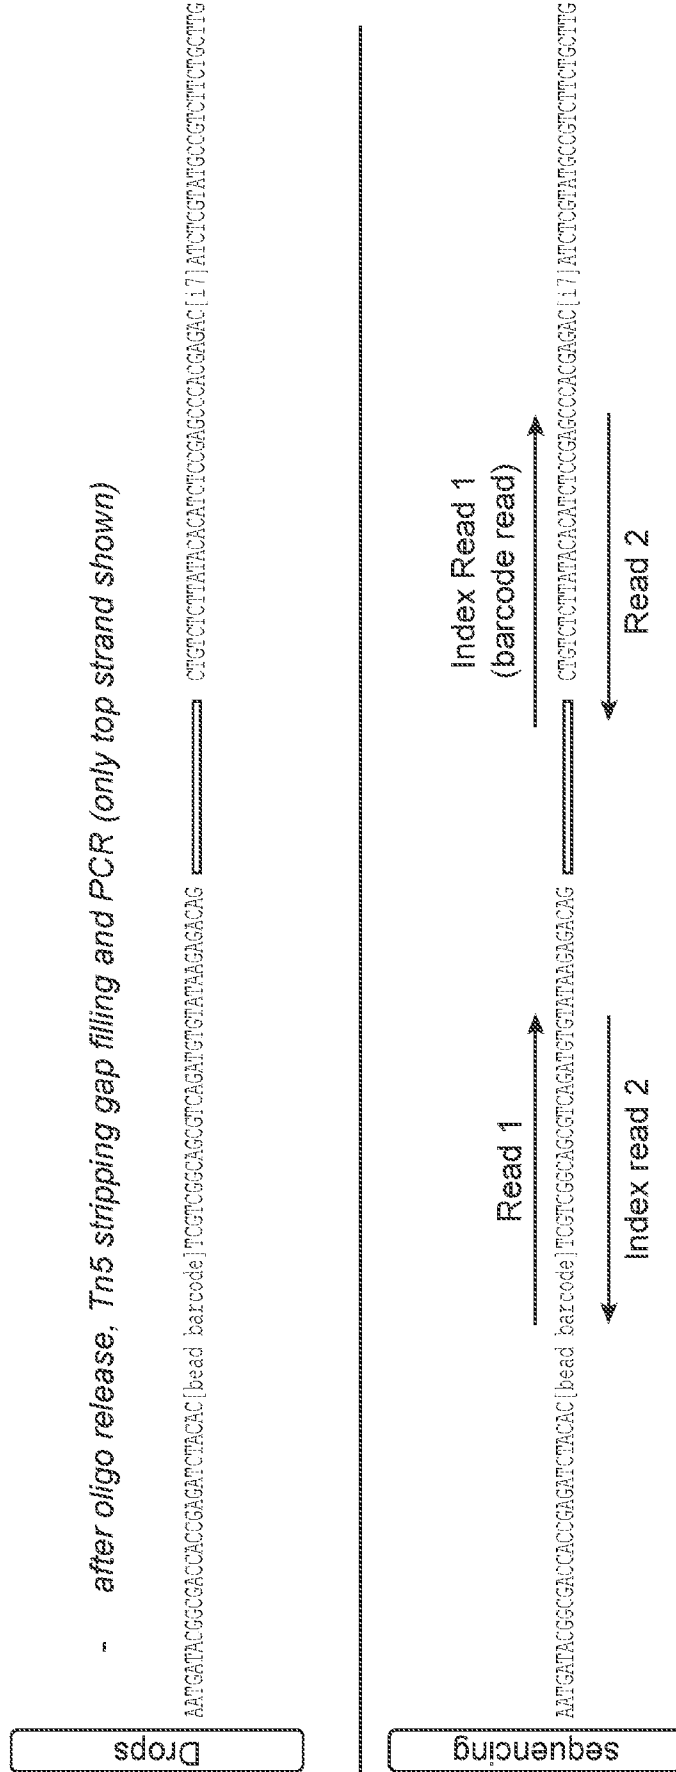 Drops
- after oligo release, Tn5 stripping gap filling and PCR (only top strand shown)
AATGATACGGCGACCACCGAGATCTACAC[bead barcode]TCGTCGGCAGCGTCAGATGTGTATAAGAGACAG CTGTCTCTTATACACATCTCCGAGCCCACGAGAC[i7]ATCTCGTATGCCGTCTTCTGCTTG
sequencing
Read 1
Index Read 1
(barcode read)
AATGATACGGCGACCACCGAGATCTACAC[bead barcode]TCGTCGGCAGCGTCAGATGTGTATAAGAGACAG CTGTCTCTTATACACATCTCCGAGCCCACGAGAC[i7]ATCTCGTATGCCGTCTTCTGCTTG
Index read 2
Read 2